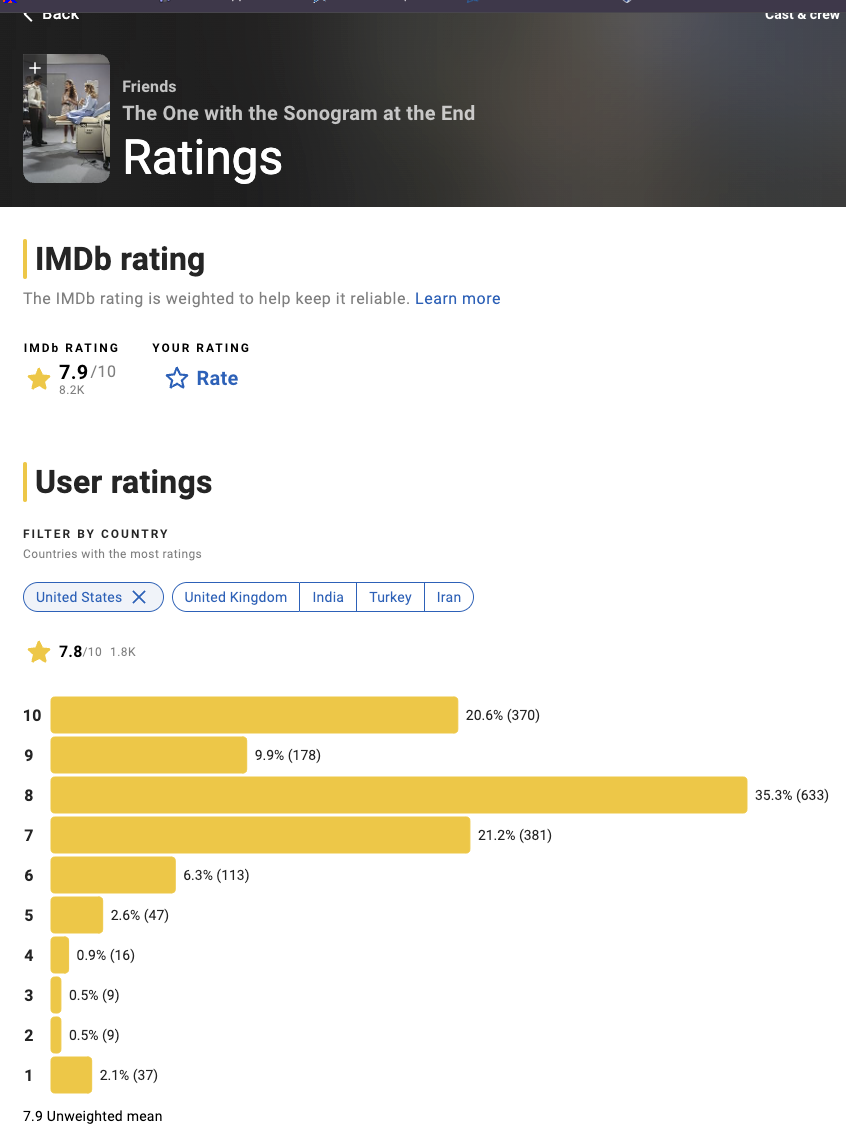 Back
Cast & crew
Friends
The One with the Sonogram at the End
Ratings
IMDb rating
The IMDb rating is weighted to help keep it reliable. Learn more
IMDb RATING YOUR RATING
7.9/10 Rate
8.2K
User ratings
FILTER BY COUNTRY
Countries with the most ratings
United States United Kingdom India Turkey Iran
7.8/10 1.8K
10 20.6% (370)
9 9.9% (178)
8 35.3% (633)
7 21.2% (381)
6 6.3% (113)
5 2.6% (47)
4 0.9% (16)
3 0.5% (9)
2 0.5% (9)
1 2.1% (37)
7.9 Unweighted mean